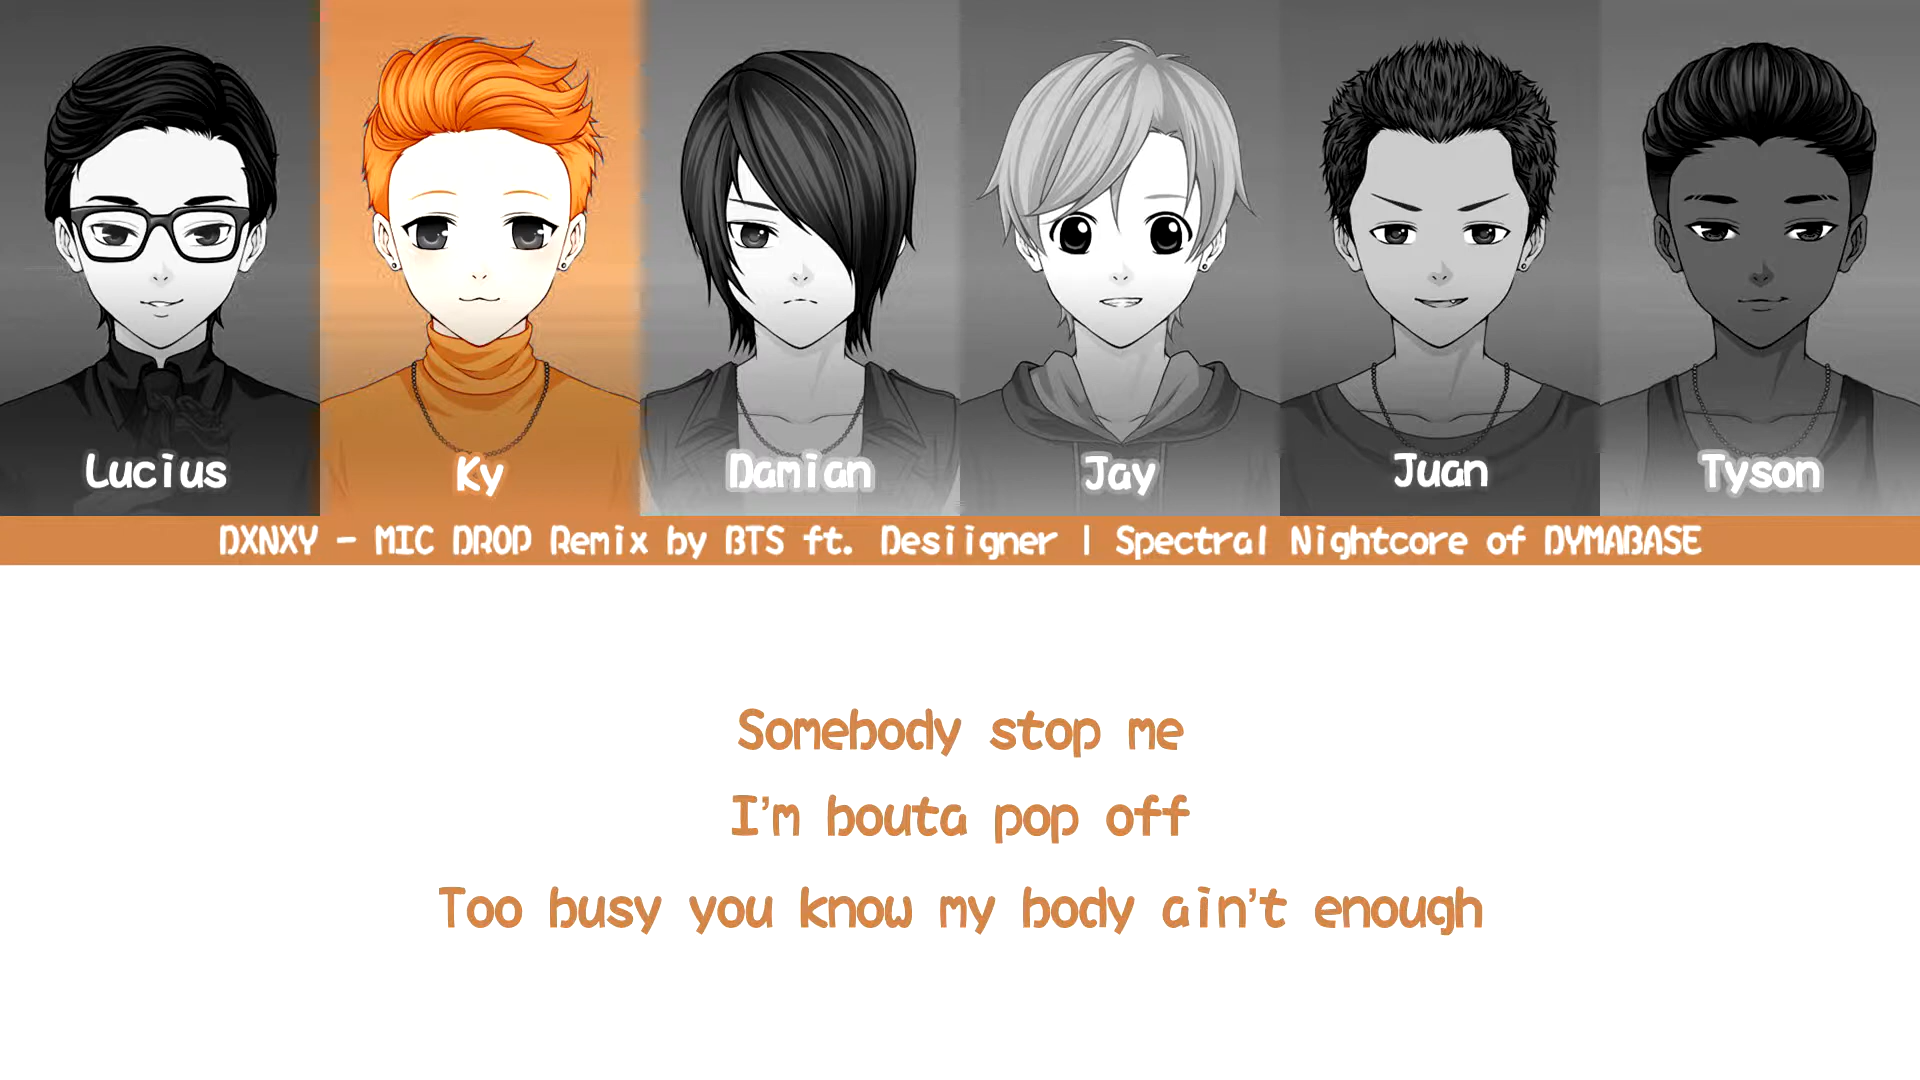 Lucius
Ky
Damian
Jay
Juan
Tyson
DXNXY - MIC DROP Remix by BTS ft. Desiigner | Spectral Nightcore of DYMABASE
Somebody stop me
I'm bouta pop off
Too busy you know my body ain't enough